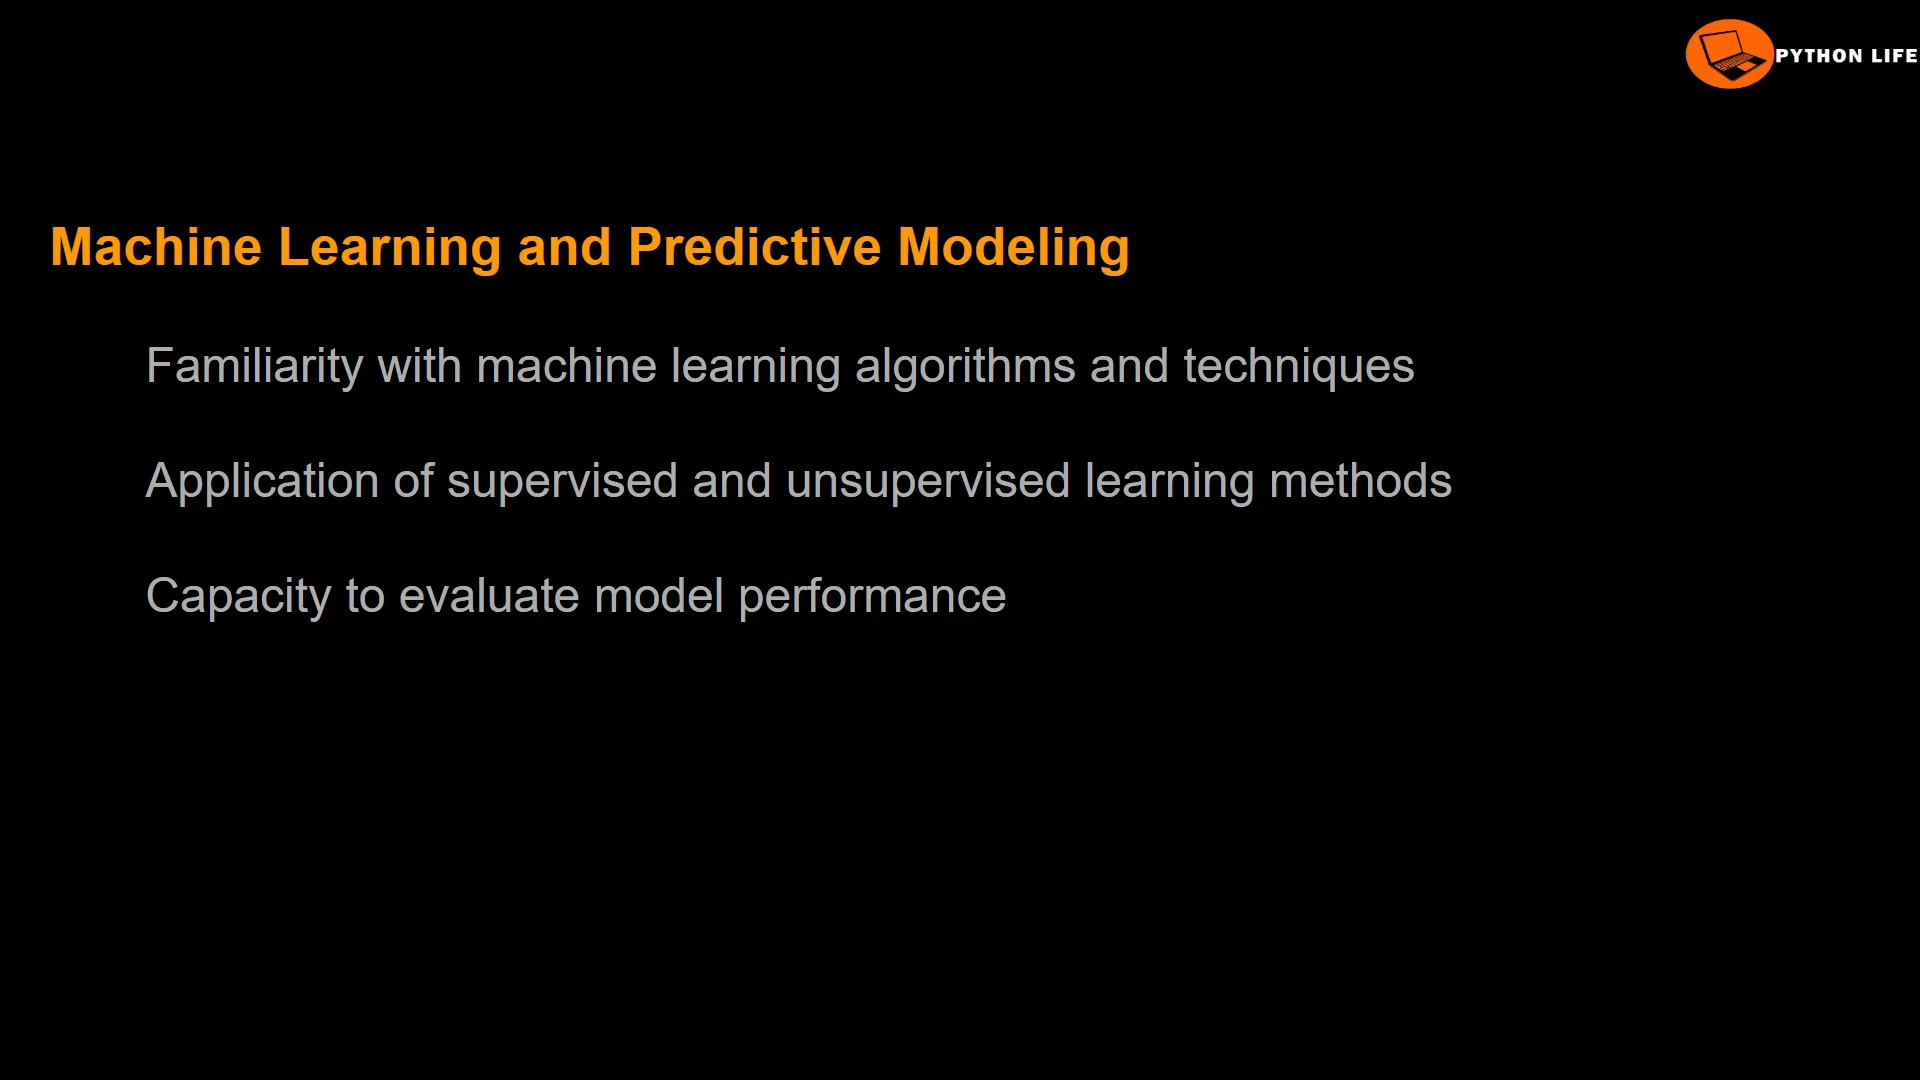 PYTHON LIFE
Machine Learning and Predictive Modeling
Familiarity with machine learning algorithms and techniques
Application of supervised and unsupervised learning methods
Capacity to evaluate model performance